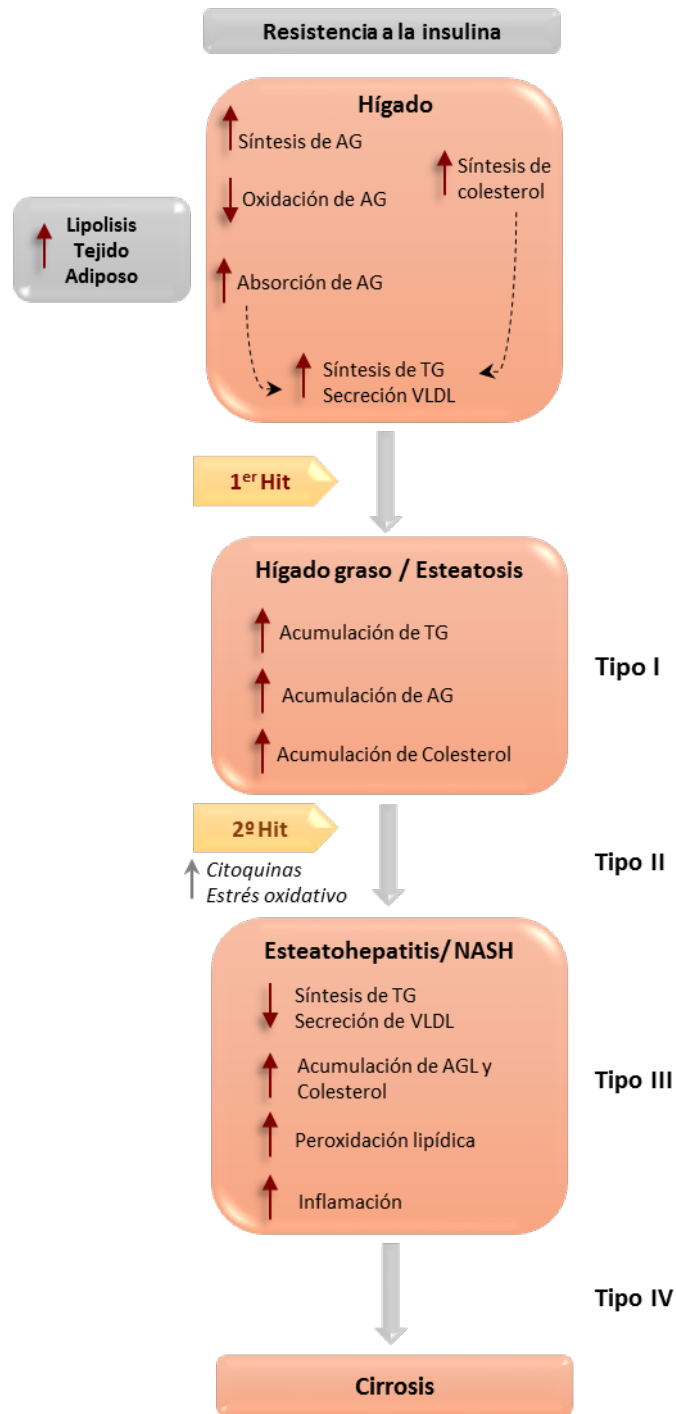 Resistencia a la insulina
Hígado
Síntesis de AG
Síntesis de
colesterol
Oxidación de AG
Lipolisis
Tejido
Adiposo
Absorción de AG
Síntesis de TG
Secreción VLDL
1er Hit
Hígado graso / Esteatosis
Acumulación de TG
Tipo I
Acumulación de AG
Acumulación de Colesterol
2º Hit
Citoquinas
Estrés oxidativo
Tipo II
Esteatohepatitis/ NASH
Síntesis de TG
Secreción de VLDL
Acumulación de AGL y
Colesterol
Tipo III
Peroxidación lipídica
Inflamación
Tipo IV
Cirrosis